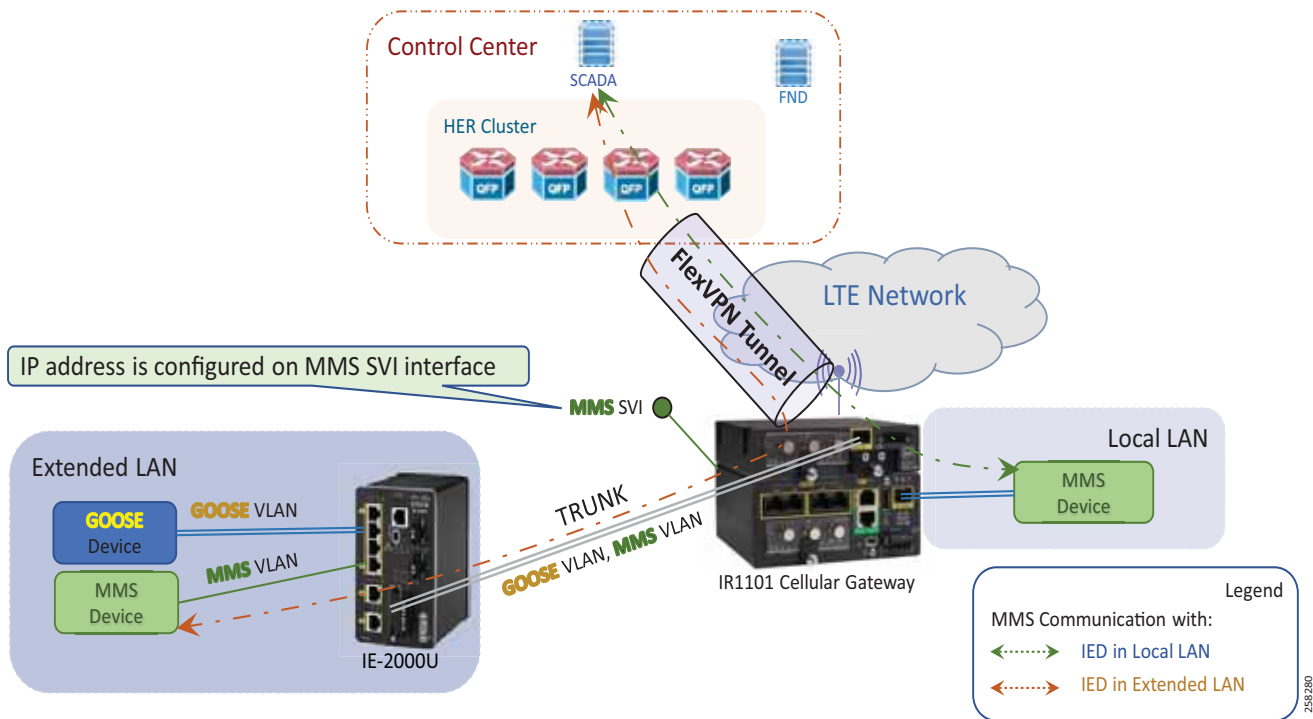 Control Center
SCADA
FND
HER Cluster
QFP
QFP
QFP
QFP
FlexVPN Tunnel
LTE Network
IP address is configured on MMS SVI interface
MMS SVI
Extended LAN
GOOSE
Device
GOOSE VLAN
MMS
Device
MMS VLAN
IE-2000U
TRUNK
GOOSE VLAN, MMS VLAN
IR1101 Cellular Gateway
Local LAN
MMS
Device
Legend
MMS Communication with:
IED in Local LAN
IED in Extended LAN
258280